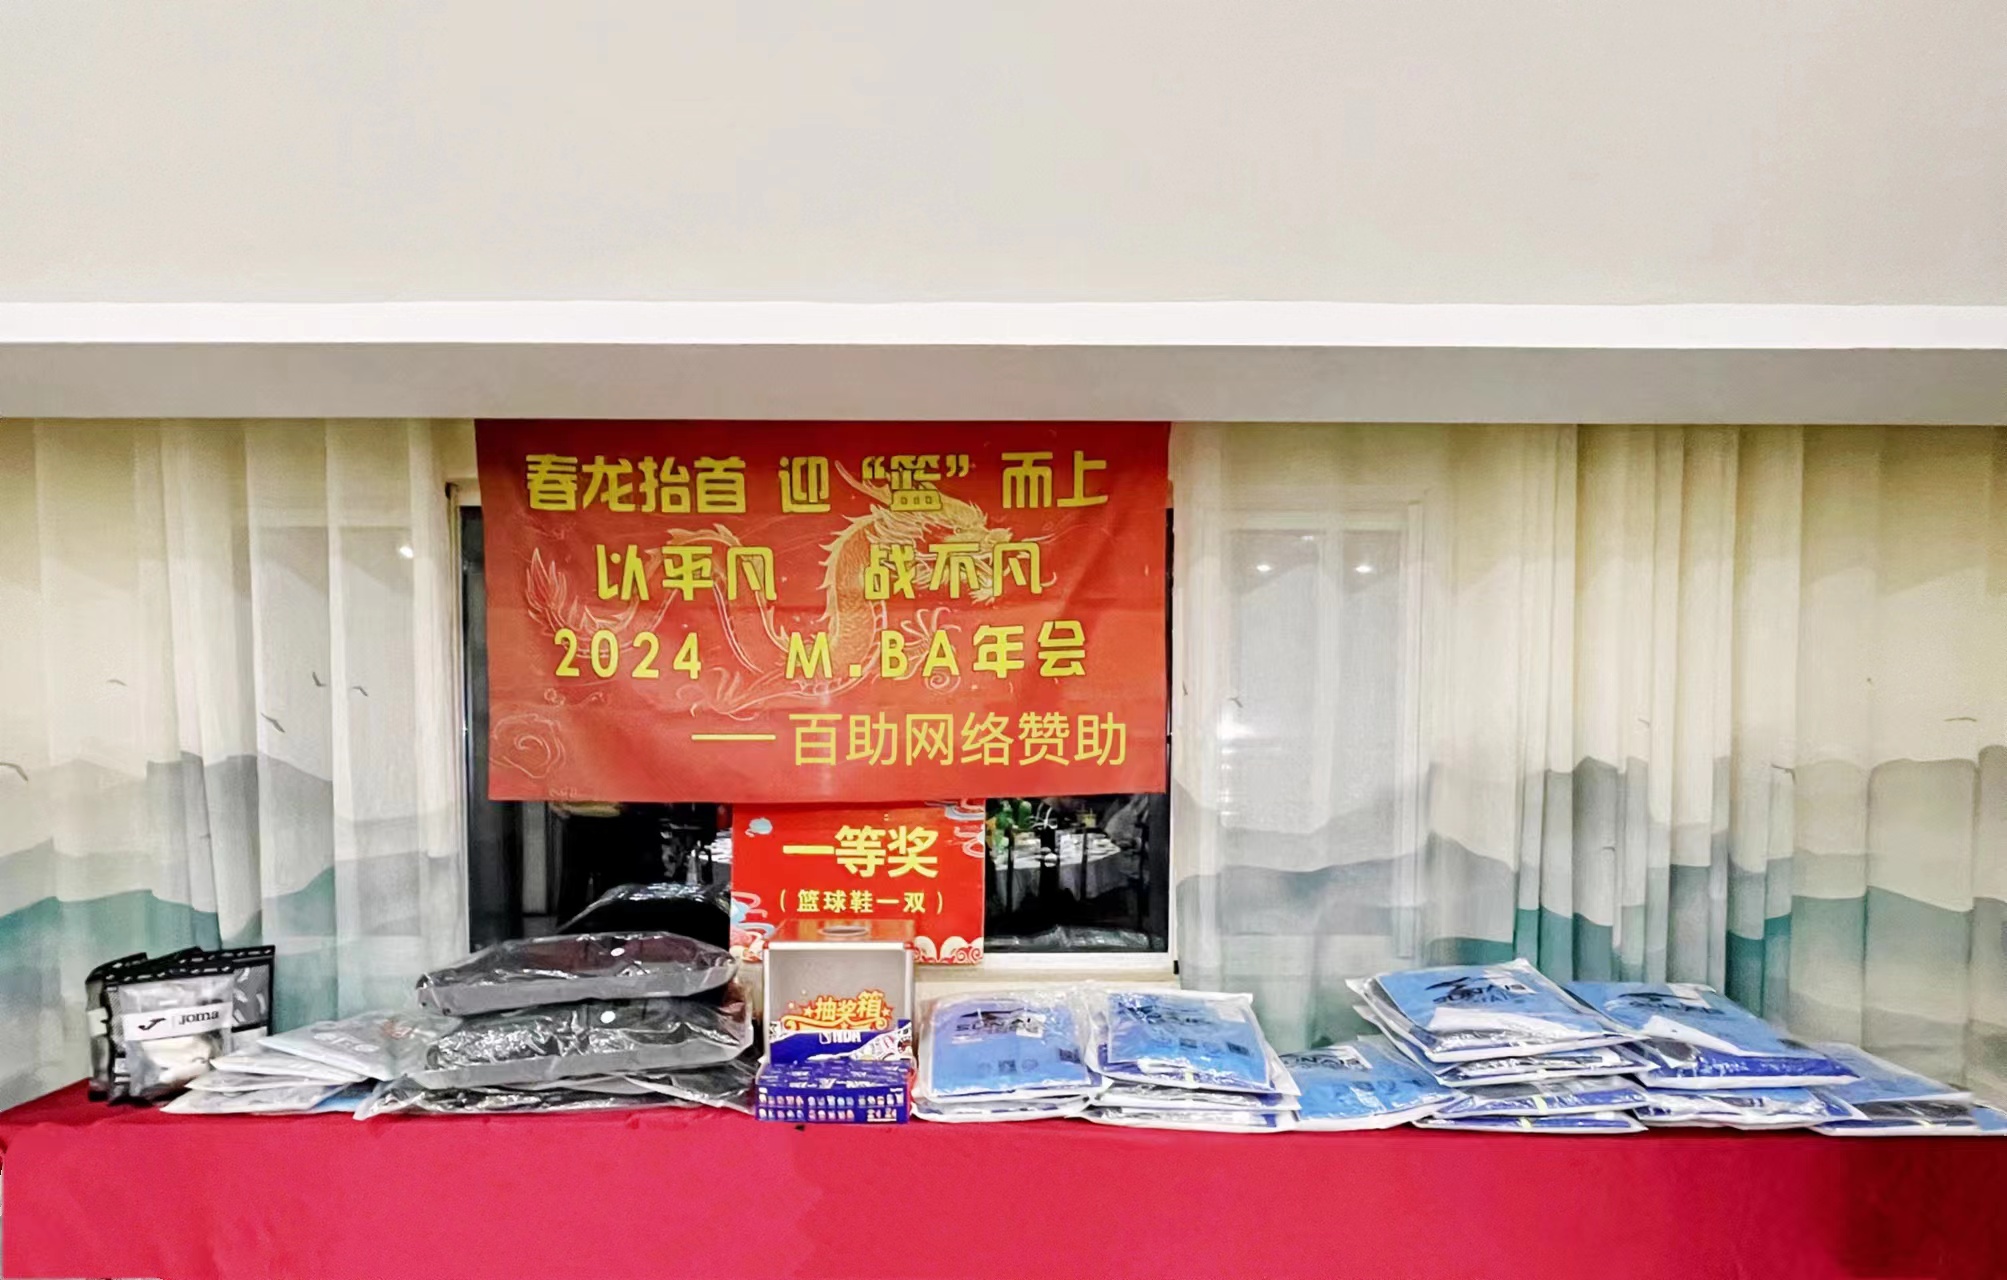 春龙抬首 迎“篮”而上
以平凡 战不凡
2024 M.BA年会
——百助网络赞助
一等奖
(篮球鞋一双)
抽奖箱
joma
NBA